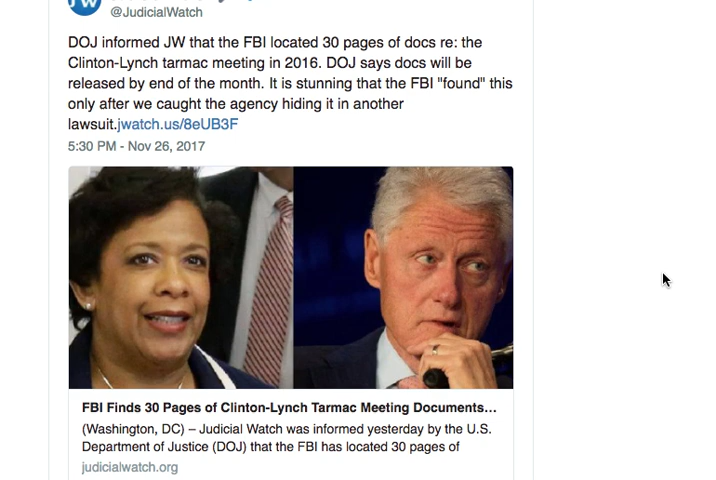 JW
@JudicialWatch
DOJ informed JW that the FBI located 30 pages of docs re: the
Clinton-Lynch tarmac meeting in 2016. DOJ says docs will be
released by end of the month. It is stunning that the FBI "found" this
only after we caught the agency hiding it in another
lawsuit.jwatch.us/8eUB3F
5:30 PM - Nov 26, 2017
FBI Finds 30 Pages of Clinton-Lynch Tarmac Meeting Documents...
(Washington, DC) – Judicial Watch was informed yesterday by the U.S.
Department of Justice (DOJ) that the FBI has located 30 pages of
judicialwatch.org